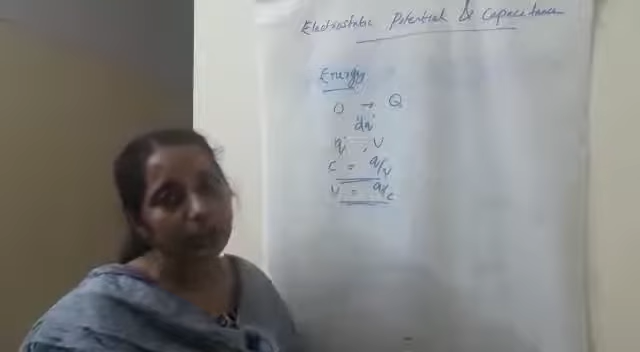 Electrostatic Potential & Capacitance
Energy
0 → Q
'dq'
q , V
C = q/V
V = q/C